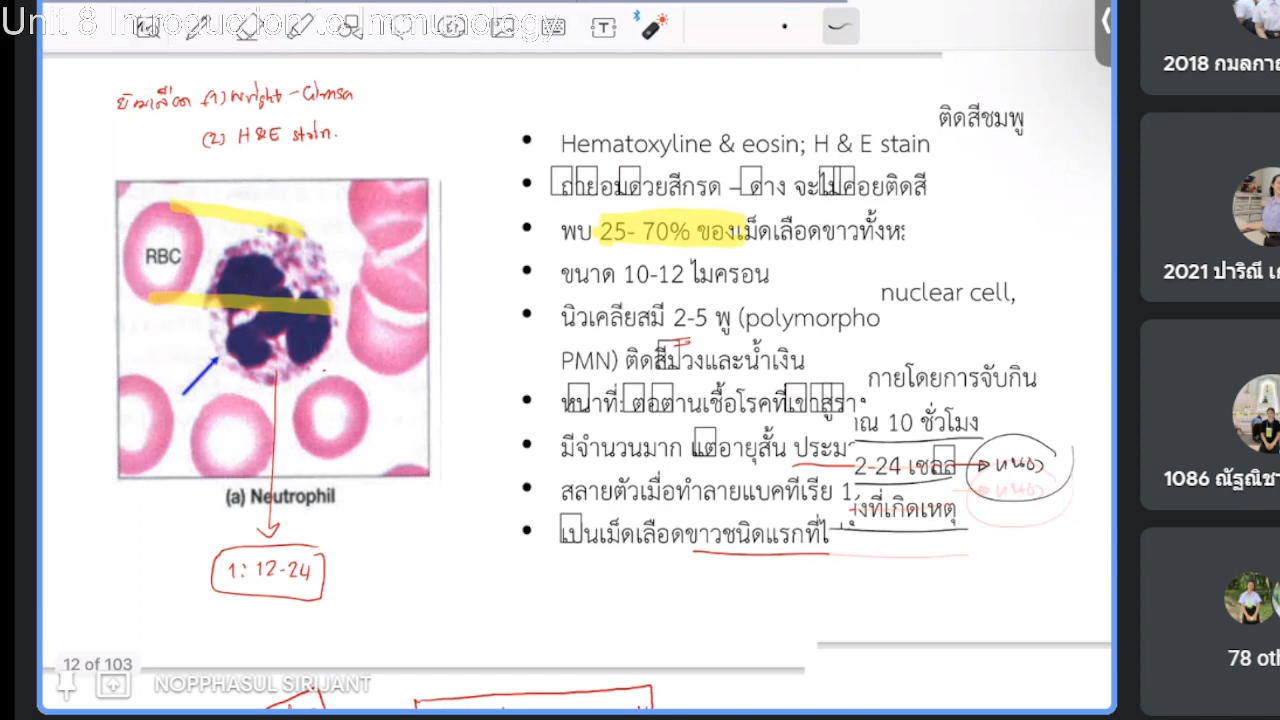 Unit 8 Introduction to Immunology
ย้อมเลือด (1) Wright - Giemsa
(2) H&E stain.
RBC
(a) Neutrophil
1: 12-24
ติดสีชมพู
• Hematoxyline & eosin; H & E stain
• ถ้าย้อมด้วยสีกรด – ด่าง จะไม่ค่อยติดสี
• พบ 25- 70% ของเม็ดเลือดขาวทั้งห
• ขนาด 10-12 ไมครอน
nuclear cell,
• นิวเคลียสมี 2-5 พู (polymorpho
PMN) ติดสีม่วงและน้ำเงิน
กายโดยการจับกิน
• หน้าที่: ต่อต้านเชื้อโรคที่เข้าสู่ร่า
าณ 10 ชั่วโมง
• มีจำนวนมาก แต่อายุสั้น ประม
2-24 เซลล์ → หนอง
• สลายตัวเมื่อทำลายแบคทีเรีย 1
ุ่งที่เกิดเหตุ
• เป็นเม็ดเลือดขาวชนิดแรกที่ไ
12 of 103
NOPPHASUL SIRIJANT
2018 กมลกา
2021 ปาริณี เ
1086 ณัฐณิชา
78 oth